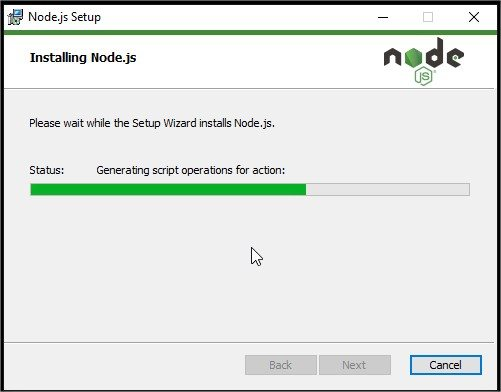 Node.js Setup
Installing Node.js
node
JS
Please wait while the Setup Wizard installs Node.js.
Status: Generating script operations for action:
Back Next Cancel